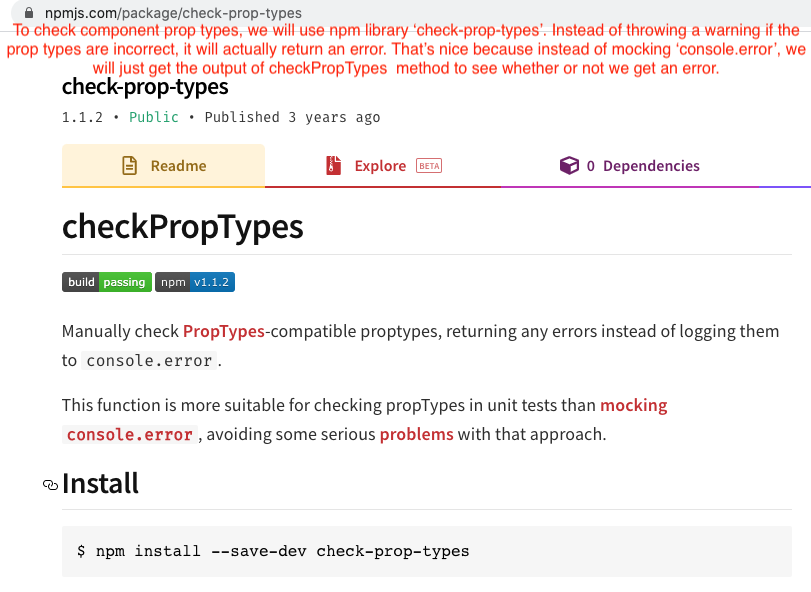 npmjs.com/package/check-prop-types
To check component prop types, we will use npm library ‘check-prop-types’. Instead of throwing a warning if the
prop types are incorrect, it will actually return an error. That’s nice because instead of mocking ‘console.error’, we
will just get the output of checkPropTypes method to see whether or not we get an error.
check-prop-types
1.1.2 • Public • Published 3 years ago
Readme Explore BETA 0 Dependencies
checkPropTypes
build passing npm v1.1.2
Manually check PropTypes-compatible proptypes, returning any errors instead of logging them
to console.error.
This function is more suitable for checking propTypes in unit tests than mocking
console.error, avoiding some serious problems with that approach.
Install
$ npm install --save-dev check-prop-types